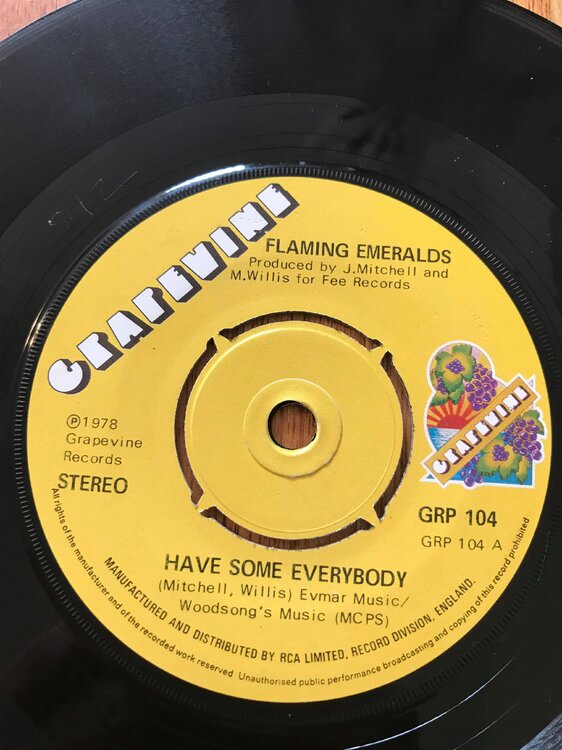 GRAPEVINE
FLAMING EMERALDS
Produced by J.Mitchell and
M.Willis for Fee Records
℗1978
Grapevine
Records
STEREO
GRAPEVINE
GRP 104
GRP 104 A
HAVE SOME EVERYBODY
(Mitchell, Willis) Evmar Music/
Woodsong's Music (MCPS)
MANUFACTURED AND DISTRIBUTED BY RCA LIMITED, RECORD DIVISION, ENGLAND.
All rights of the manufacturer and of the recorded work reserved Unauthorised public performance broadcasting and copying of this record prohibited